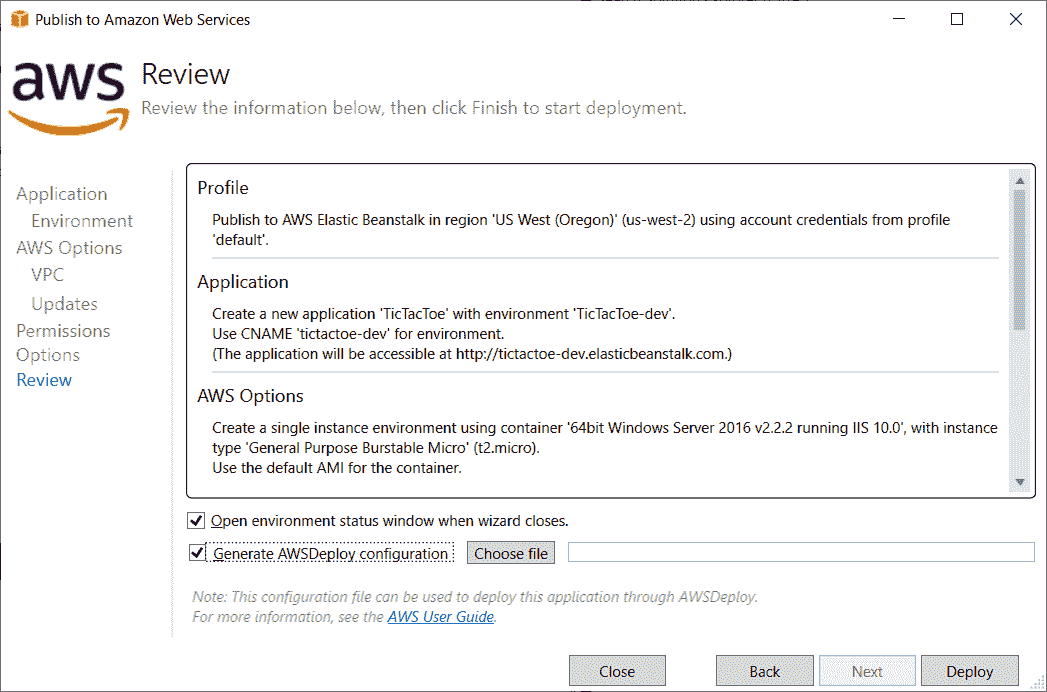 Publish to Amazon Web Services
aws
Review
Review the information below, then click Finish to start deployment.
Application
Environment
AWS Options
VPC
Updates
Permissions
Options
Review
Profile
Publish to AWS Elastic Beanstalk in region 'US West (Oregon)' (us-west-2) using account credentials from profile
'default'.
Application
Create a new application 'TicTacToe' with environment 'TicTacToe-dev'.
Use CNAME 'tictactoe-dev' for environment.
(The application will be accessible at http://tictactoe-dev.elasticbeanstalk.com.)
AWS Options
Create a single instance environment using container '64bit Windows Server 2016 v2.2.2 running IIS 10.0', with instance
type 'General Purpose Burstable Micro' (t2.micro).
Use the default AMI for the container.
Open environment status window when wizard closes.
Generate AWSDeploy configuration
Choose file
Note: This configuration file can be used to deploy this application through AWSDeploy.
For more information, see the AWS User Guide.
Close
Back
Next
Deploy